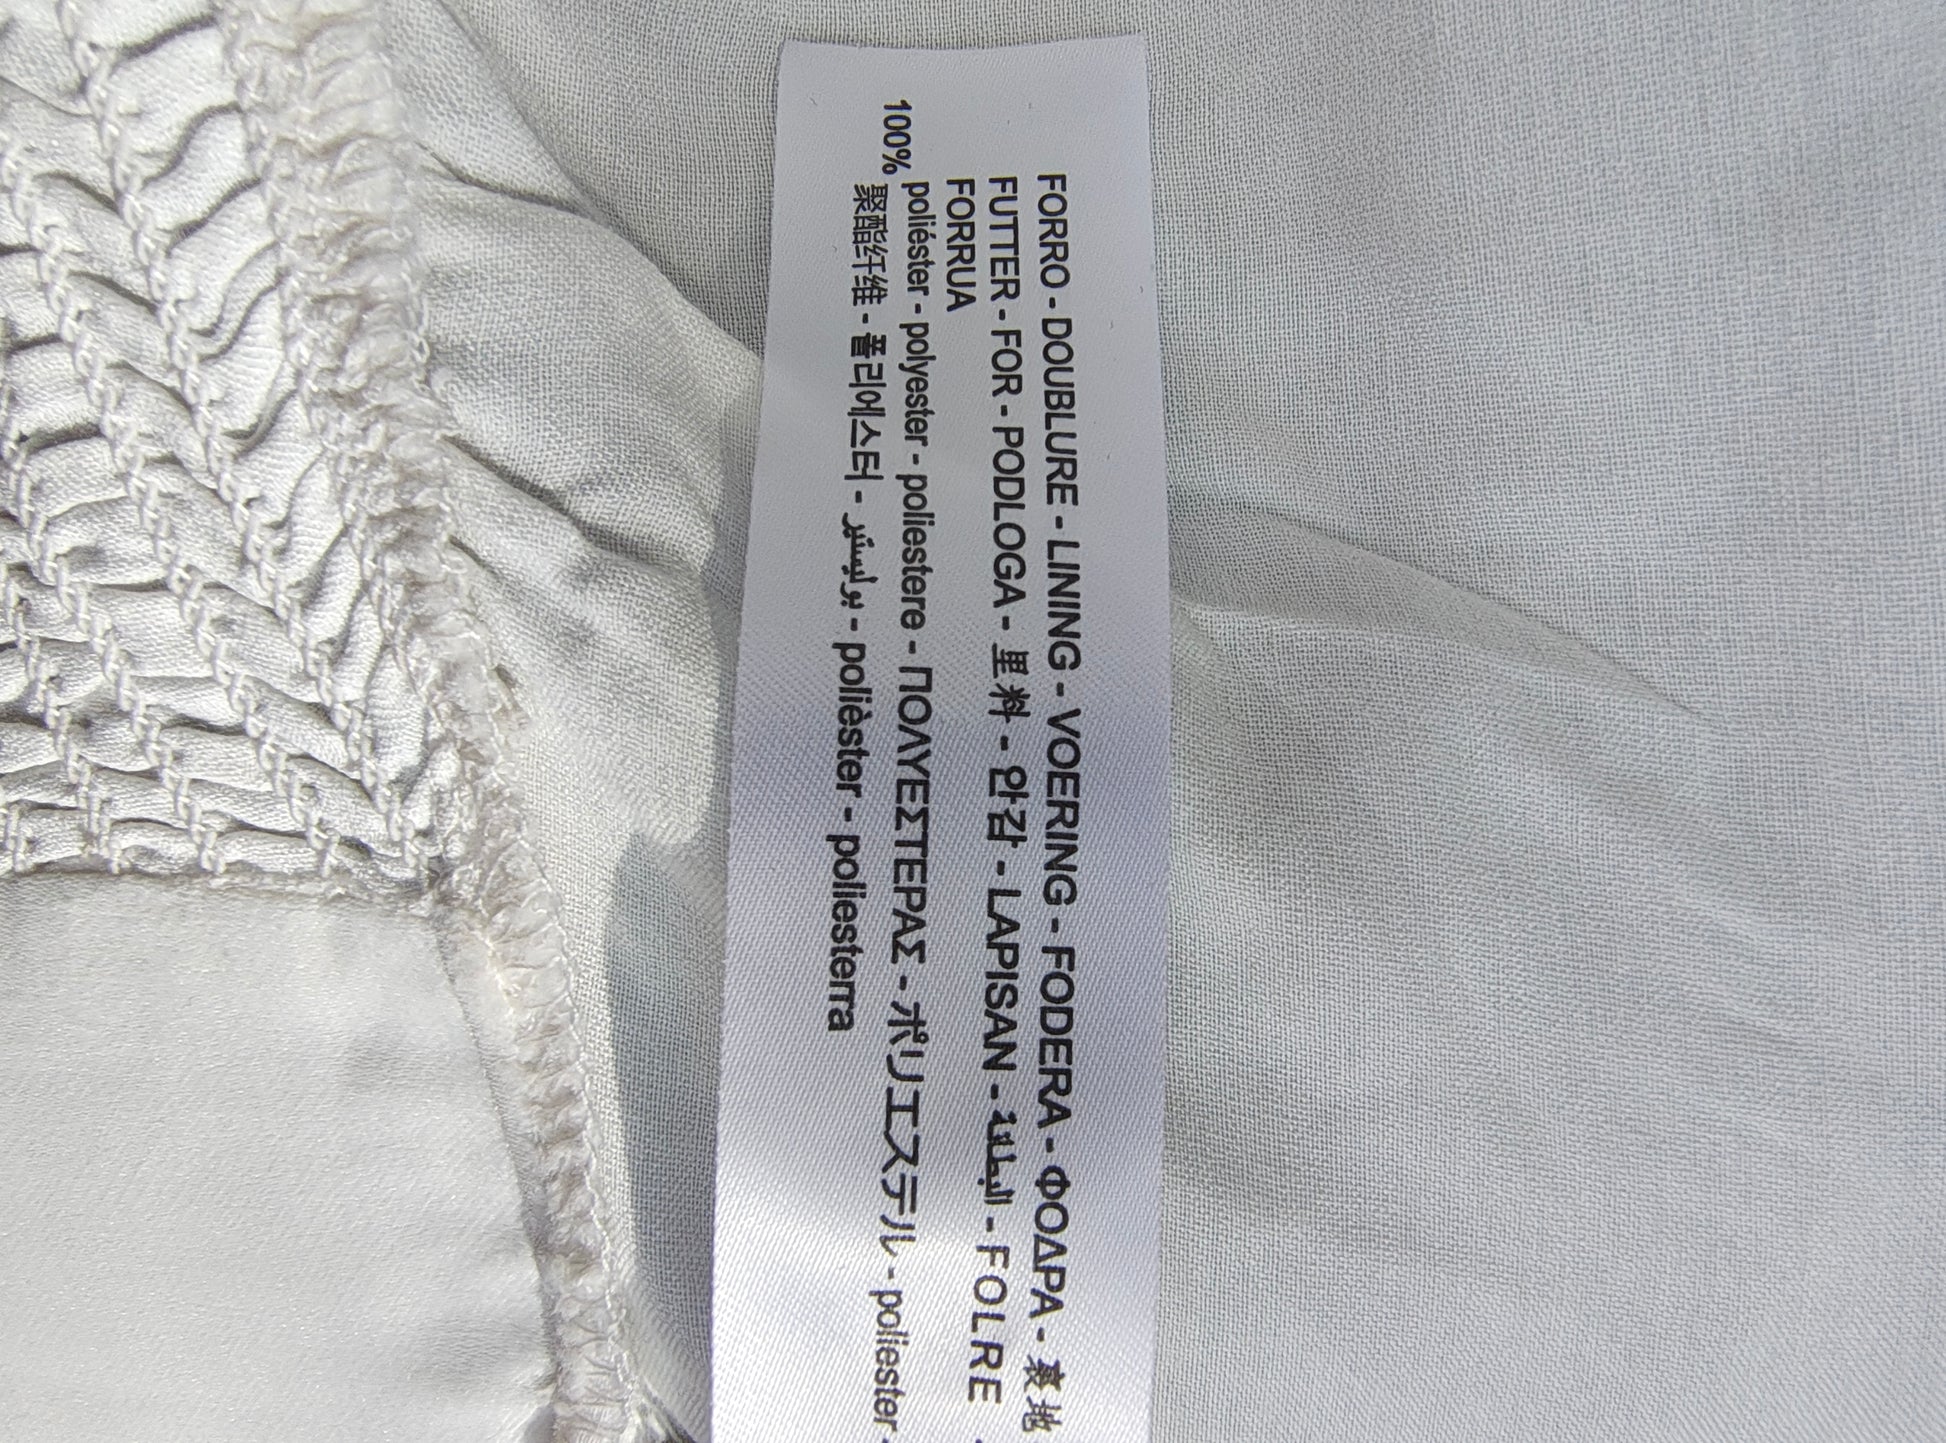 FORRO - DOUBLURE - LINING - VOERING - FODERA - ΦΟΔΡΑ - 裏地
FUTTER - FOR - PODLOGA - 里料 - 안감 - LAPISAN - البطانة - FOLRE -
FORRUA
100%
poliéster - polyester - poliestere - ΠΟΛΥΕΣΤΕΡΑΣ - ポリエステル - poliester -
聚酯纤维 - 폴리에스터 - بوليستير - polièster - poliesterra